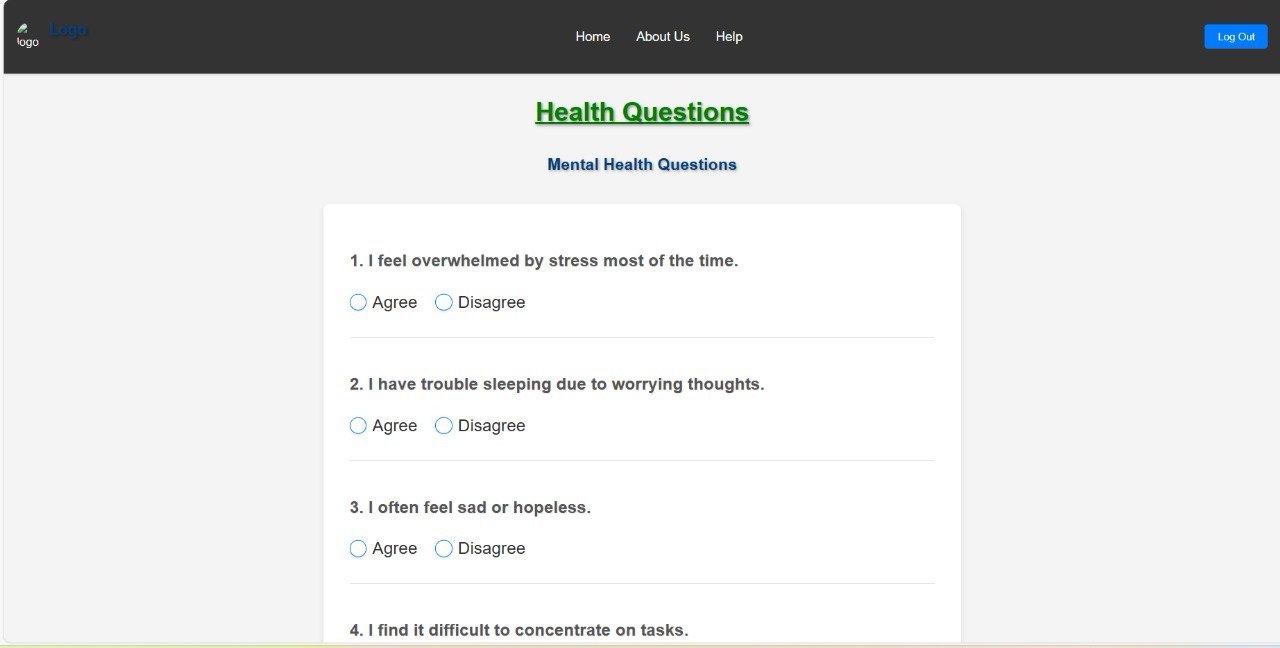 logo
Logo
Home About Us Help
Log Out
Health Questions
Mental Health Questions
1. I feel overwhelmed by stress most of the time.
Agree Disagree
2. I have trouble sleeping due to worrying thoughts.
Agree Disagree
3. I often feel sad or hopeless.
Agree Disagree
4. I find it difficult to concentrate on tasks.